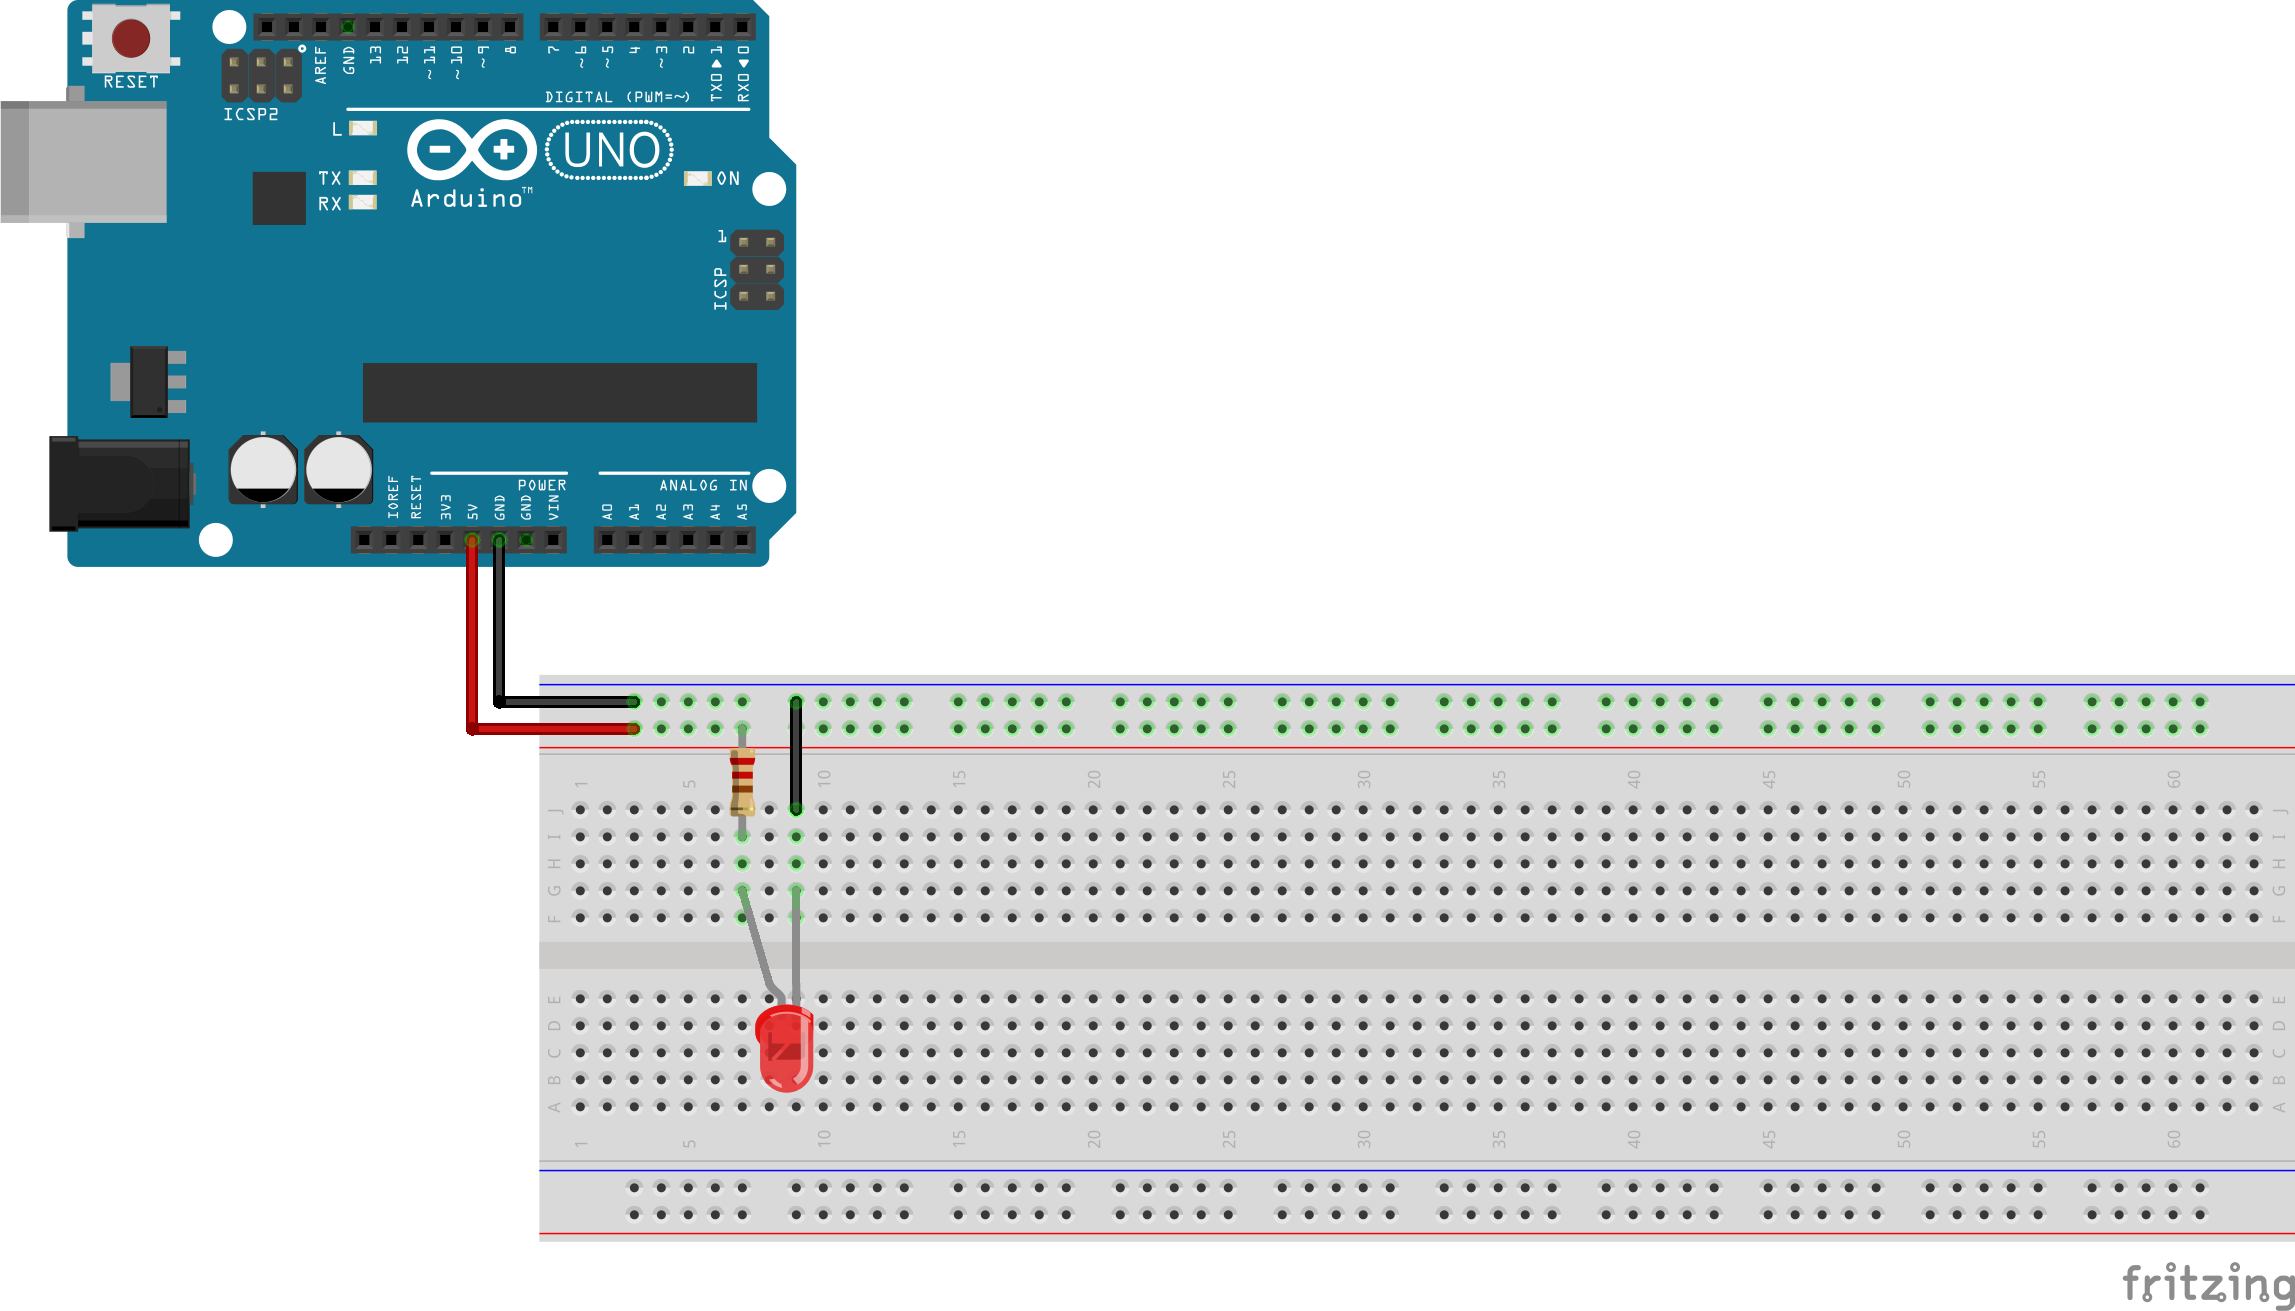 RESET
ICSP2
AREF
GND
13
12
~11
~10
~9
8
7
~6
~5
4
~3
2
TX0▶1
RX0◀0
DIGITAL (PWM=~)
L
TX
RX
Arduino™
UNO
ON
1
ICSP
IOREF
RESET
3V3
5V
GND
GND
VIN
POWER
ANALOG IN
A0
A1
A2
A3
A4
A5
1 5 10 15 20 25 30 35 40 45 50 55 60
J J
I I
H H
G G
F F
E E
D D
C C
B B
A A
1 5 10 15 20 25 30 35 40 45 50 55 60
fritzing